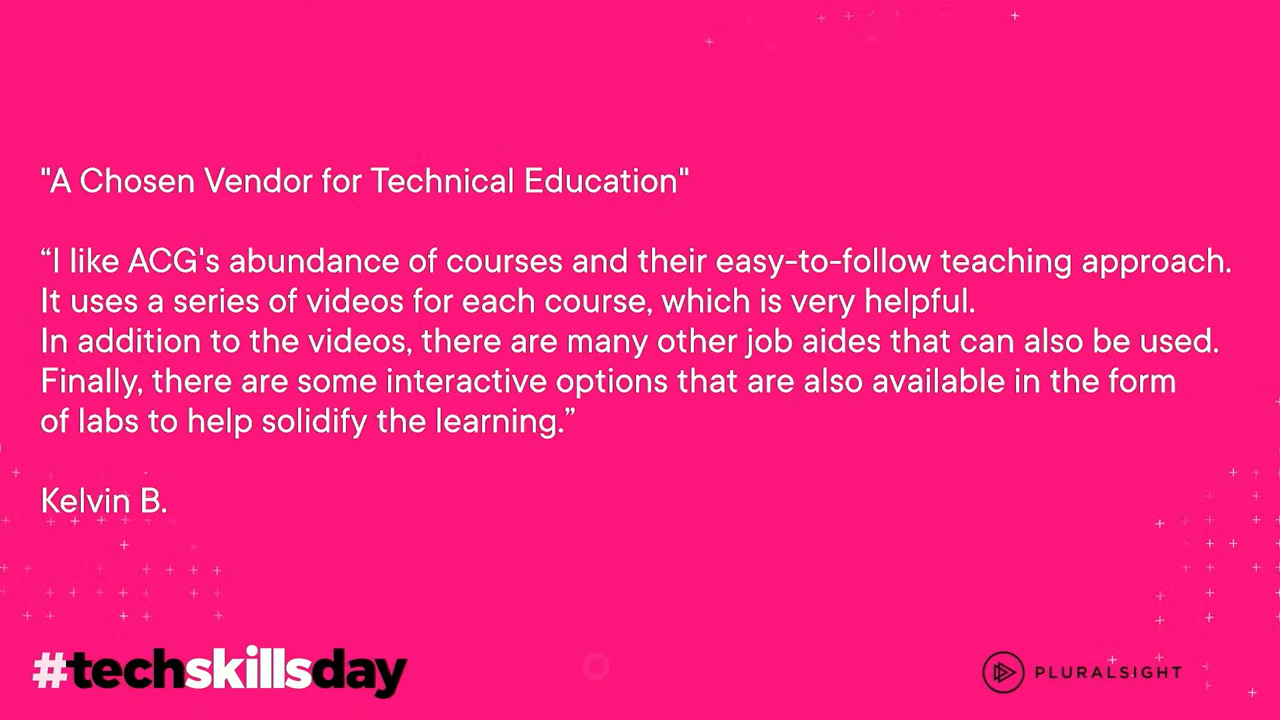 "A Chosen Vendor for Technical Education"
“I like ACG's abundance of courses and their easy-to-follow teaching approach.
It uses a series of videos for each course, which is very helpful.
In addition to the videos, there are many other job aides that can also be used.
Finally, there are some interactive options that are also available in the form
of labs to help solidify the learning.”
Kelvin B.
#techskillsday
PLURALSIGHT